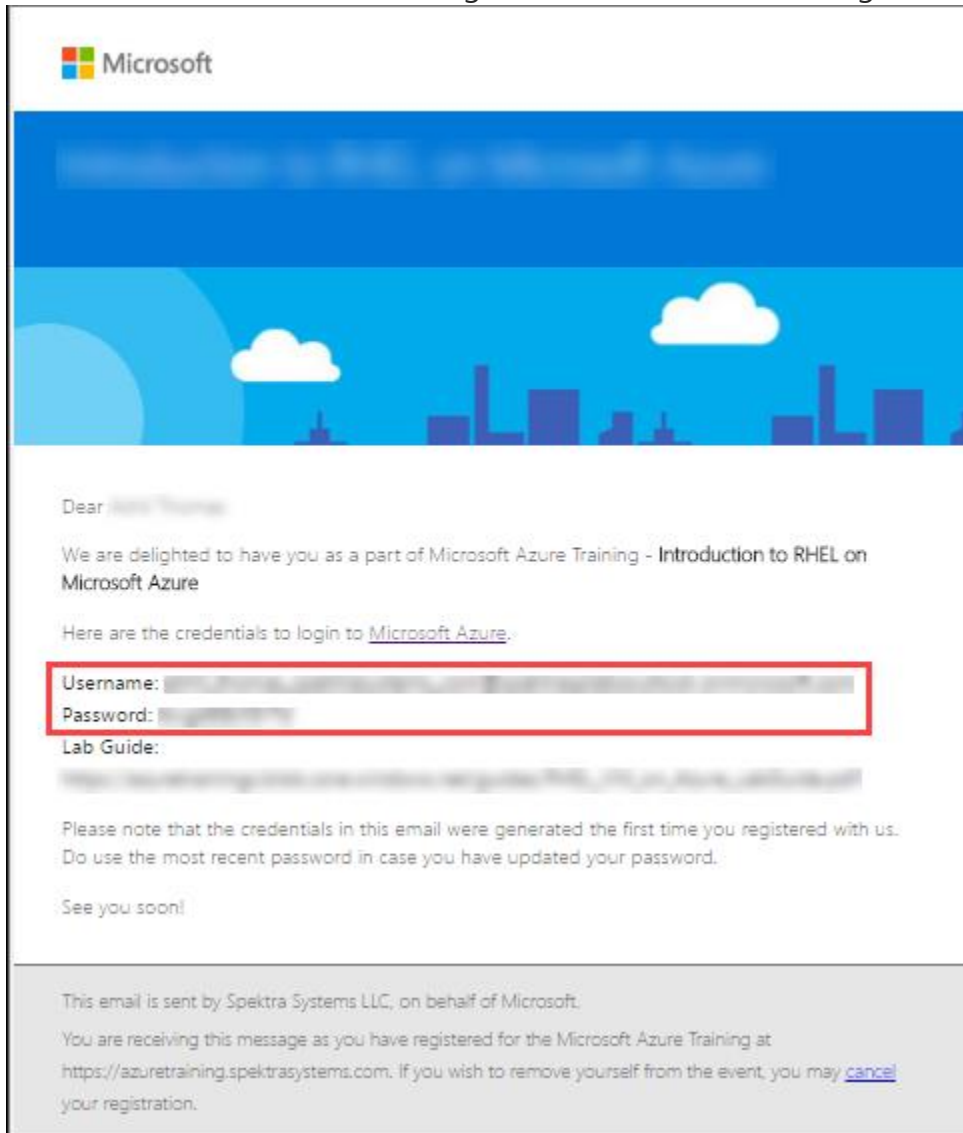 Microsoft
Dear
We are delighted to have you as a part of Microsoft Azure Training - Introduction to RHEL on
Microsoft Azure
Here are the credentials to login to Microsoft Azure.
Username:
Password:
Lab Guide:
Please note that the credentials in this email were generated the first time you registered with us.
Do use the most recent password in case you have updated your password.
See you soon!
This email is sent by Spektra Systems LLC, on behalf of Microsoft.
You are receiving this message as you have registered for the Microsoft Azure Training at
https://azuretraining.spektrasystems.com. If you wish to remove yourself from the event, you may cancel
your registration.